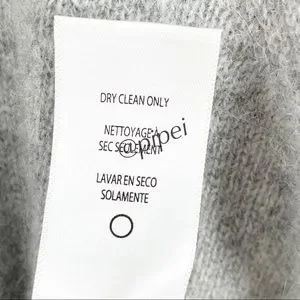 DRY CLEAN ONLY
NETTOYAGE À
SEC SEULEMENT
@pipei
LAVAR EN SECO
SOLAMENTE